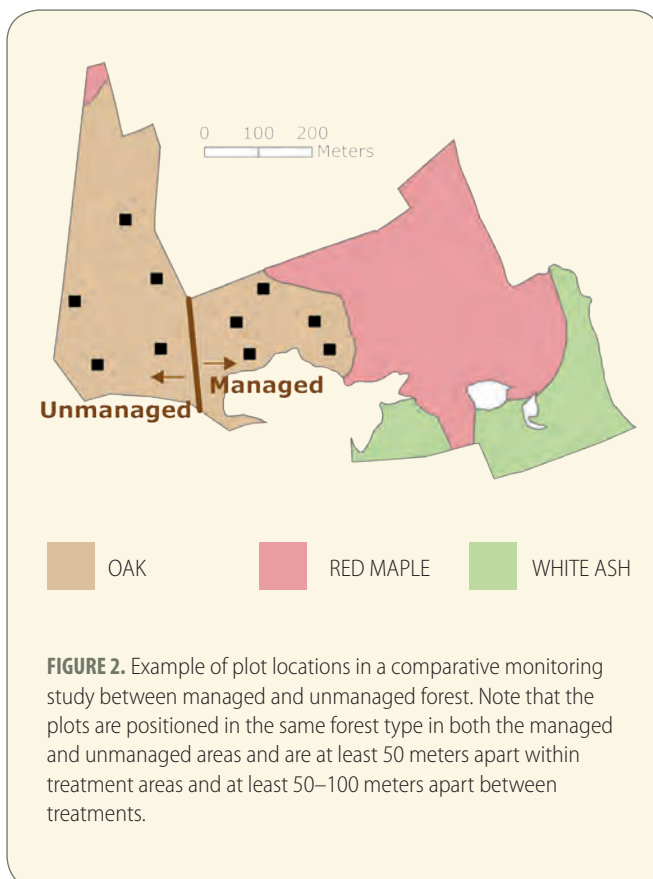 0 100 200
Meters
Managed
Unmanaged
OAK RED MAPLE WHITE ASH
FIGURE 2. Example of plot locations in a comparative monitoring
study between managed and unmanaged forest. Note that the
plots are positioned in the same forest type in both the managed
and unmanaged areas and are at least 50 meters apart within
treatment areas and at least 50–100 meters apart between
treatments.